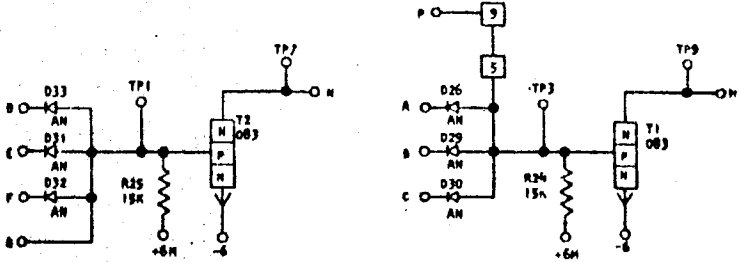 P 9
5
TP7
N
TP9
N
D33
TP1
D26
TP3
D
AN
T2
083
A
AN
T1
083
D31
E
AN
N
P
N
D29
B
AN
N
P
N
D32
F
AN
R25
15K
D30
C
AN
R24
15K
G
+6M
-6
+6M
-6